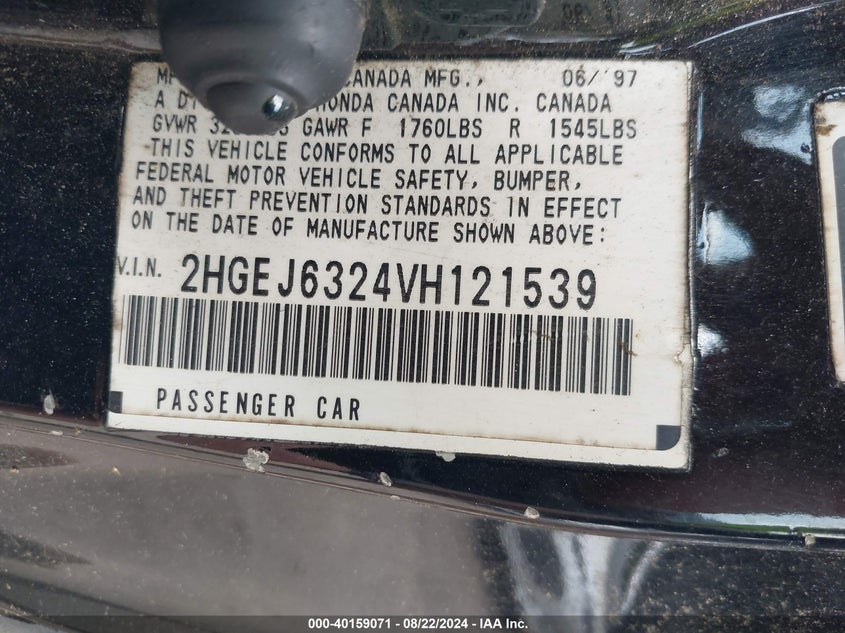 CANADA MFG., 06/'97
HONDA CANADA INC. CANADA
GVWR GAWR F 1760LBS R 1545LBS
THIS VEHICLE CONFORMS TO ALL APPLICABLE
FEDERAL MOTOR VEHICLE SAFETY, BUMPER,
AND THEFT PREVENTION STANDARDS IN EFFECT
ON THE DATE OF MANUFACTURE SHOWN ABOVE:
V.I.N. 2HGEJ6324VH121539
PASSENGER CAR
000-40159071 - 08/22/2024 - IAA Inc.